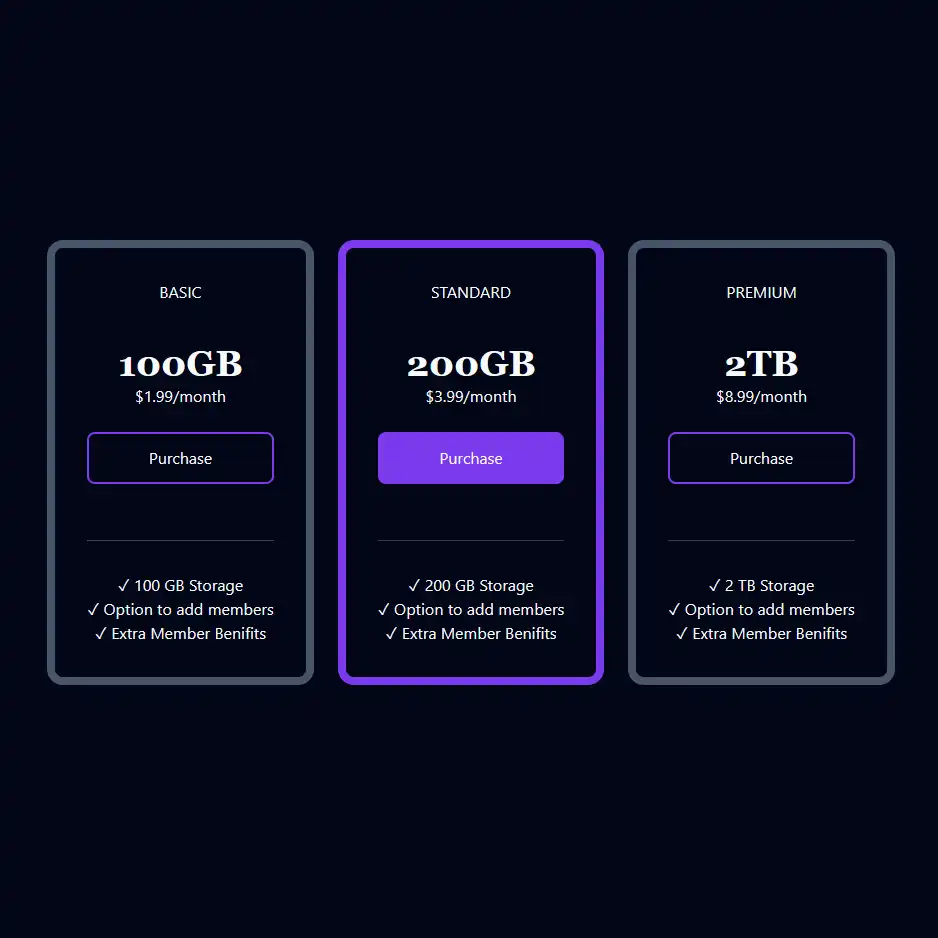 BASIC
100GB
$1.99/month
Purchase
✓ 100 GB Storage
✓ Option to add members
✓ Extra Member Benifits
STANDARD
200GB
$3.99/month
Purchase
✓ 200 GB Storage
✓ Option to add members
✓ Extra Member Benifits
PREMIUM
2TB
$8.99/month
Purchase
✓ 2 TB Storage
✓ Option to add members
✓ Extra Member Benifits